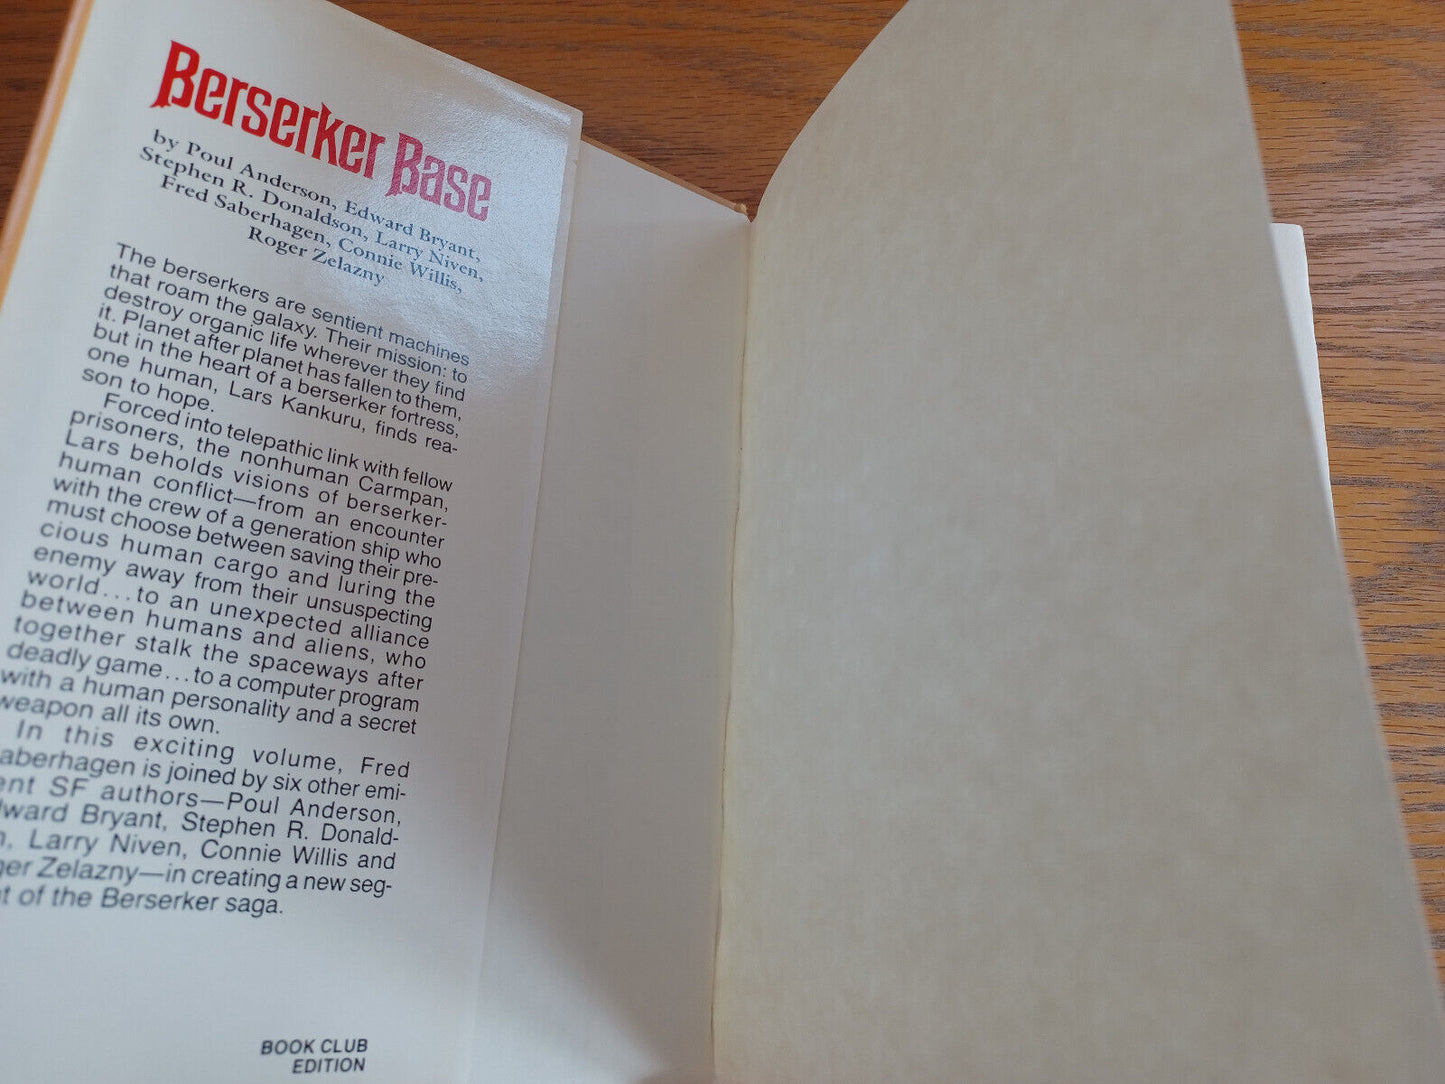 Berserker Base
by Poul Anderson, Edward Bryant,
Stephen R. Donaldson, Larry Niven,
Fred Saberhagen, Connie Willis,
Roger Zelazny
The berserkers are sentient machines
that roam the galaxy. Their mission: to
destroy organic life wherever they find
it. Planet after planet has fallen to them,
but in the heart of a berserker fortress,
one human, Lars Kankuru, finds rea-
son to hope.
Forced into telepathic link with fellow
prisoners, the nonhuman Carmpan,
Lars beholds visions of berserker-
human conflict—from an encounter
with the crew of a generation ship who
must choose between saving their pre-
cious human cargo and luring the
enemy away from their unsuspecting
world...to an unexpected alliance
between humans and aliens, who
together stalk the spaceways after
deadly game...to a computer program
with a human personality and a secret
weapon all its own.
In this exciting volume, Fred
aberhagen is joined by six other emi-
ent SF authors—Poul Anderson,
ward Bryant, Stephen R. Donald-
n, Larry Niven, Connie Willis and
ger Zelazny—in creating a new seg-
t of the Berserker saga.
BOOK CLUB
EDITION